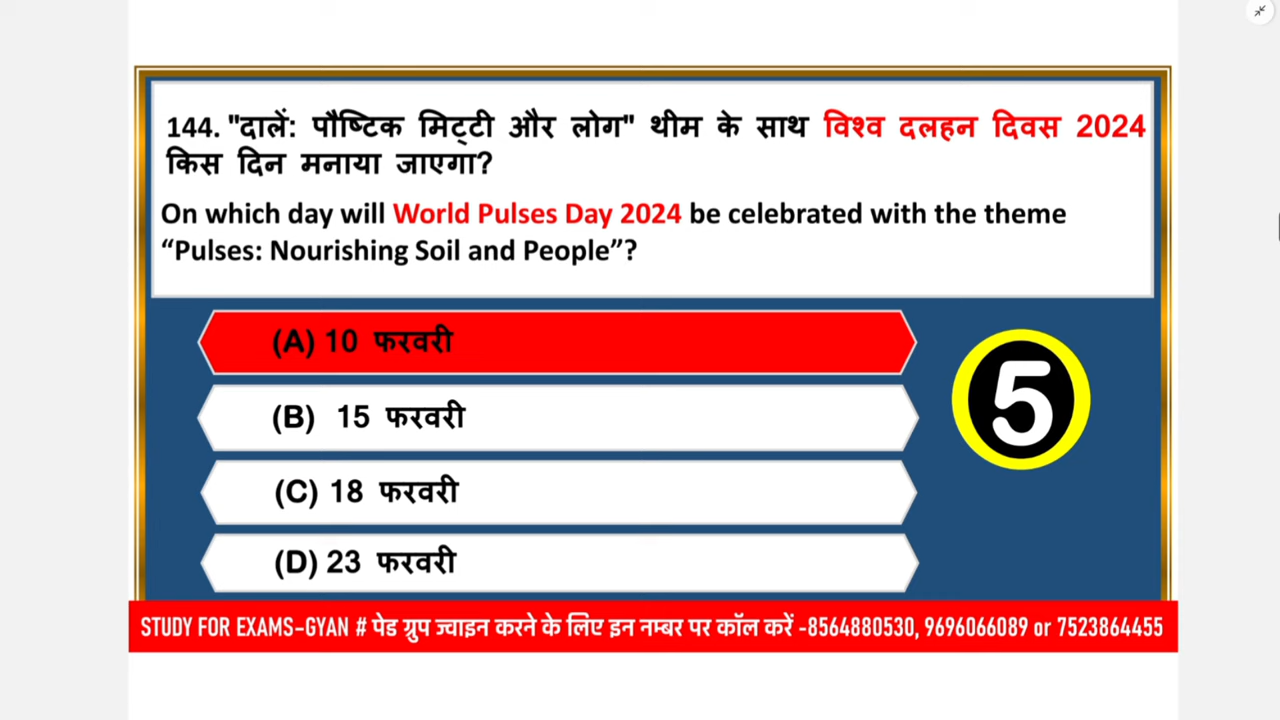 144. "दालें: पौष्टिक मिट्टी और लोग" थीम के साथ विश्व दलहन दिवस 2024
किस दिन मनाया जाएगा?
On which day will World Pulses Day 2024 be celebrated with the theme
“Pulses: Nourishing Soil and People”?
(A) 10 फरवरी
(B) 15 फरवरी
(C) 18 फरवरी
(D) 23 फरवरी
5
STUDY FOR EXAMS-GYAN # पेड ग्रुप ज्वाइन करने के लिए इन नम्बर पर कॉल करें -8564880530, 9696066089 or 7523864455